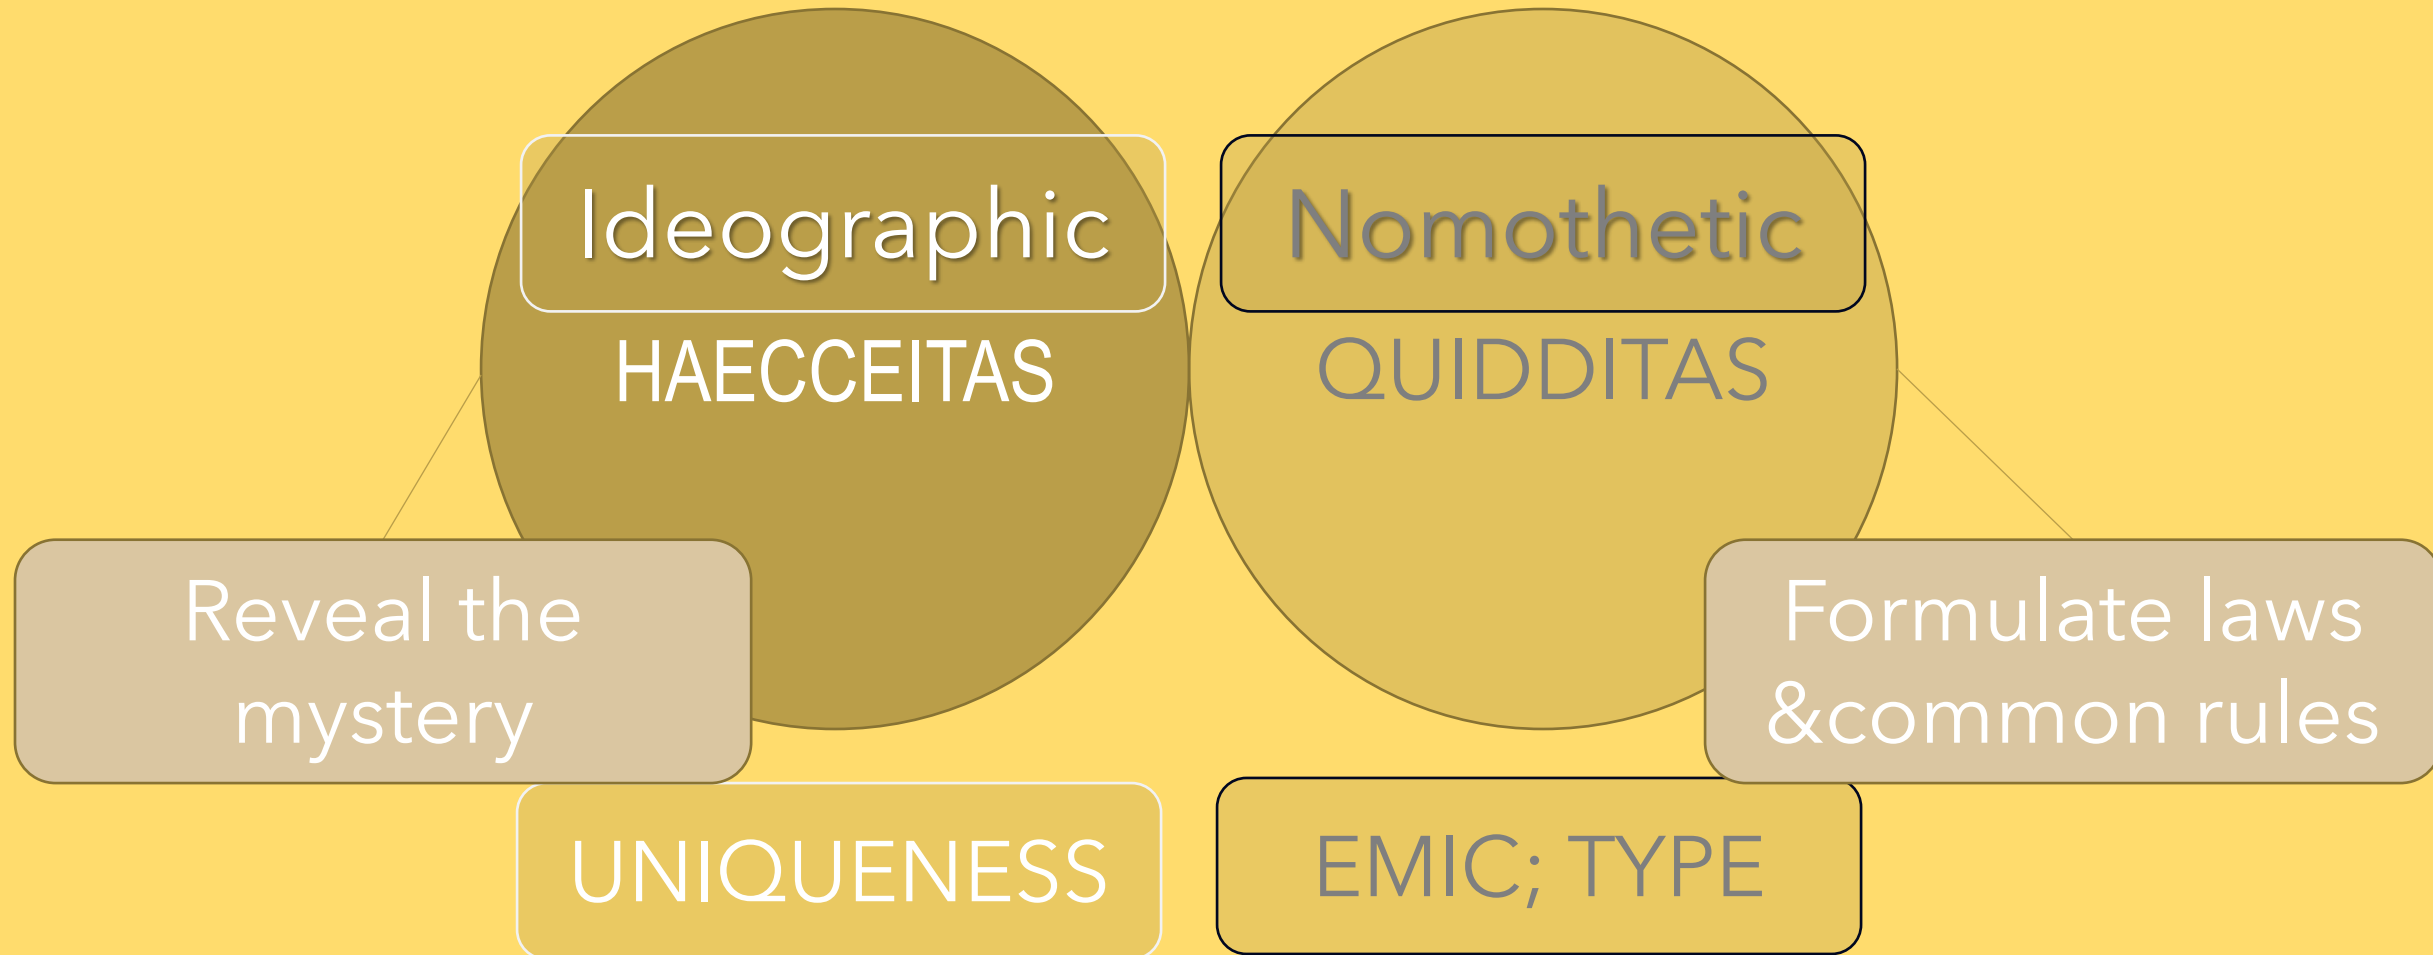 Ideographic
HAECCEITAS
Reveal the
mystery
UNIQUENESS
Nomothetic
QUIDDITAS
Formulate laws
&common rules
EMIC; TYPE